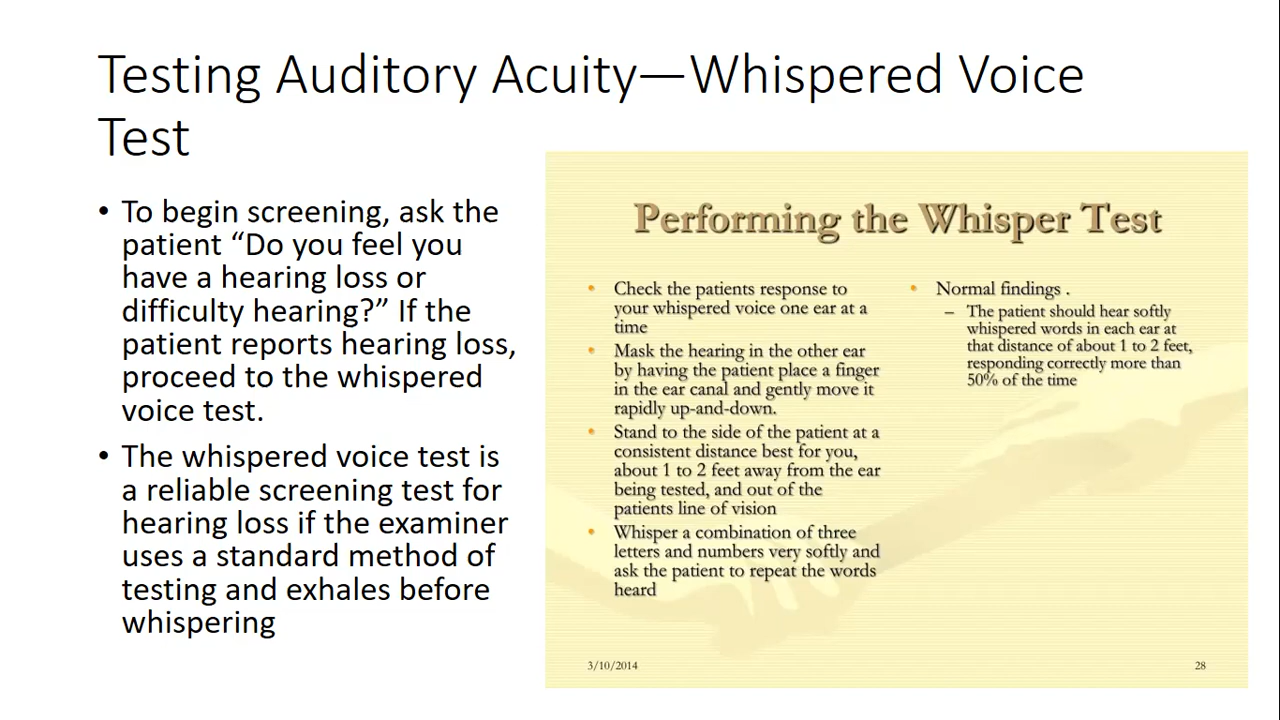 Testing Auditory Acuity—Whispered Voice
Test
• To begin screening, ask the
patient “Do you feel you
have a hearing loss or
difficulty hearing?” If the
patient reports hearing loss,
proceed to the whispered
voice test.
• The whispered voice test is
a reliable screening test for
hearing loss if the examiner
uses a standard method of
testing and exhales before
whispering
Performing the Whisper Test
• Check the patients response to
your whispered voice one ear at a
time
• Mask the hearing in the other ear
by having the patient place a finger
in the ear canal and gently move it
rapidly up-and-down.
• Stand to the side of the patient at a
consistent distance best for you,
about 1 to 2 feet away from the ear
being tested, and out of the
patients line of vision
• Whisper a combination of three
letters and numbers very softly and
ask the patient to repeat the words
heard
• Normal findings .
– The patient should hear softly
whispered words in each ear at
that distance of about 1 to 2 feet,
responding correctly more than
50% of the time
3/10/2014
28